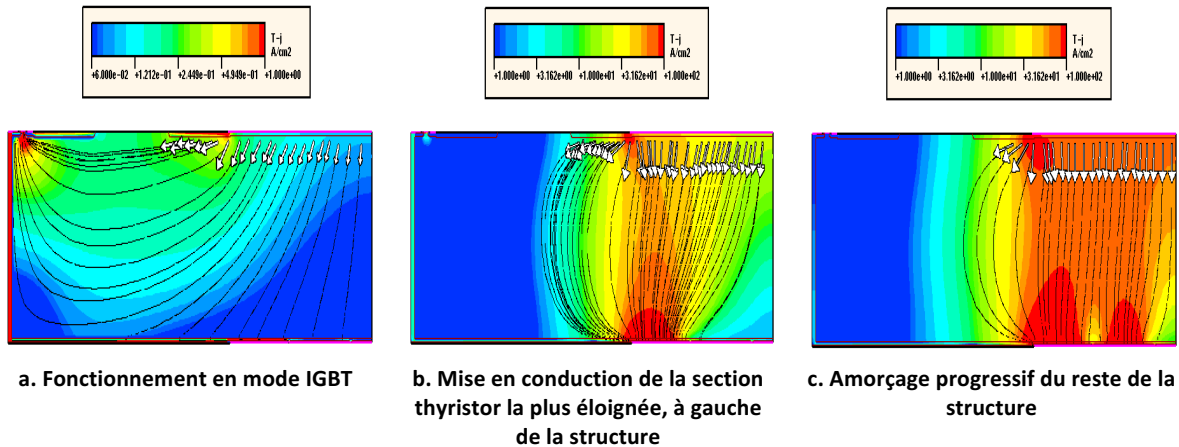 T-j
A/cm2
+6.000e-02 +1.212e-01 +2.449e-01 +4.949e-01 +1.000e+00
T-j
A/cm2
+1.000e+00 +3.162e+00 +1.000e+01 +3.162e+01 +1.000e+02
T-j
A/cm2
+1.000e+00 +3.162e+00 +1.000e+01 +3.162e+01 +1.000e+02
a. Fonctionnement en mode IGBT
b. Mise en conduction de la section
thyristor la plus éloignée, à gauche
de la structure
c. Amorçage progressif du reste de la
structure